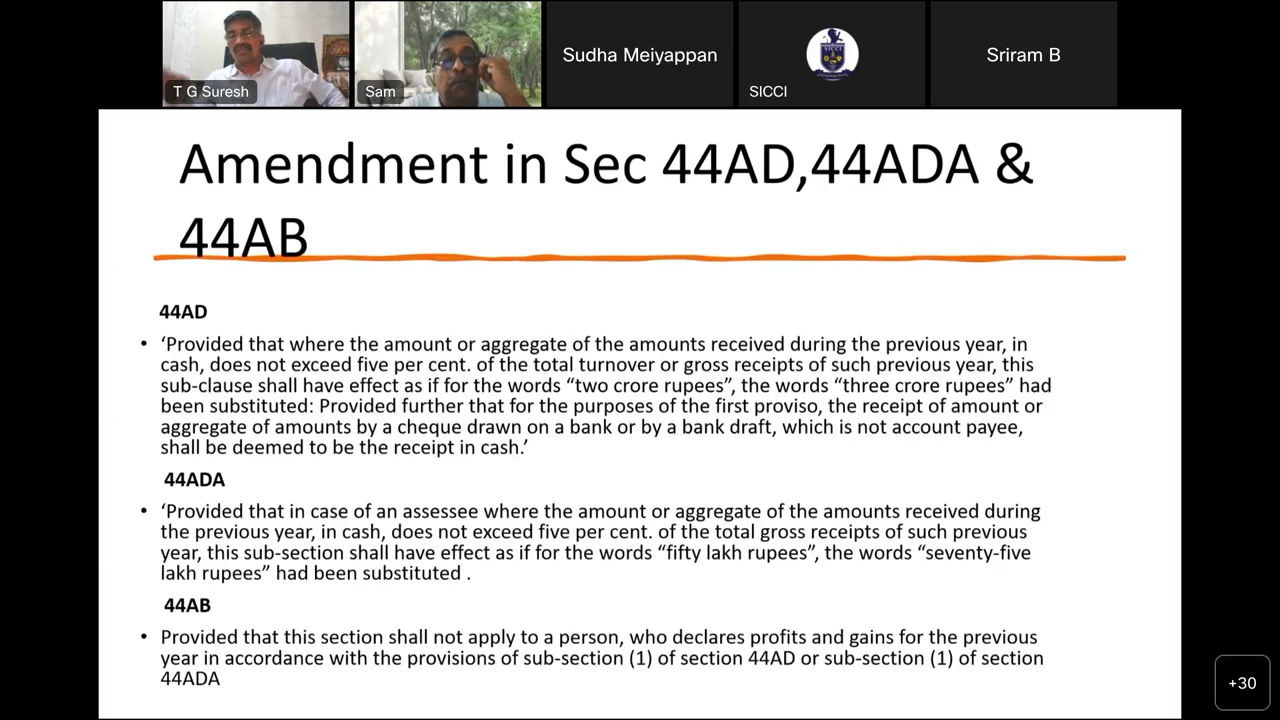 T G Suresh
Sam
Sudha Meiyappan
SICCI
SICCI
Sriram B
Amendment in Sec 44AD,44ADA &
44AB
44AD
• ‘Provided that where the amount or aggregate of the amounts received during the previous year, in
cash, does not exceed five per cent. of the total turnover or gross receipts of such previous year, this
sub-clause shall have effect as if for the words “two crore rupees”, the words “three crore rupees” had
been substituted: Provided further that for the purposes of the first proviso, the receipt of amount or
aggregate of amounts by a cheque drawn on a bank or by a bank draft, which is not account payee,
shall be deemed to be the receipt in cash.’
44ADA
• ‘Provided that in case of an assessee where the amount or aggregate of the amounts received during
the previous year, in cash, does not exceed five per cent. of the total gross receipts of such previous
year, this sub-section shall have effect as if for the words “fifty lakh rupees”, the words “seventy-five
lakh rupees” had been substituted .
44AB
• Provided that this section shall not apply to a person, who declares profits and gains for the previous
year in accordance with the provisions of sub-section (1) of section 44AD or sub-section (1) of section
44ADA
+30